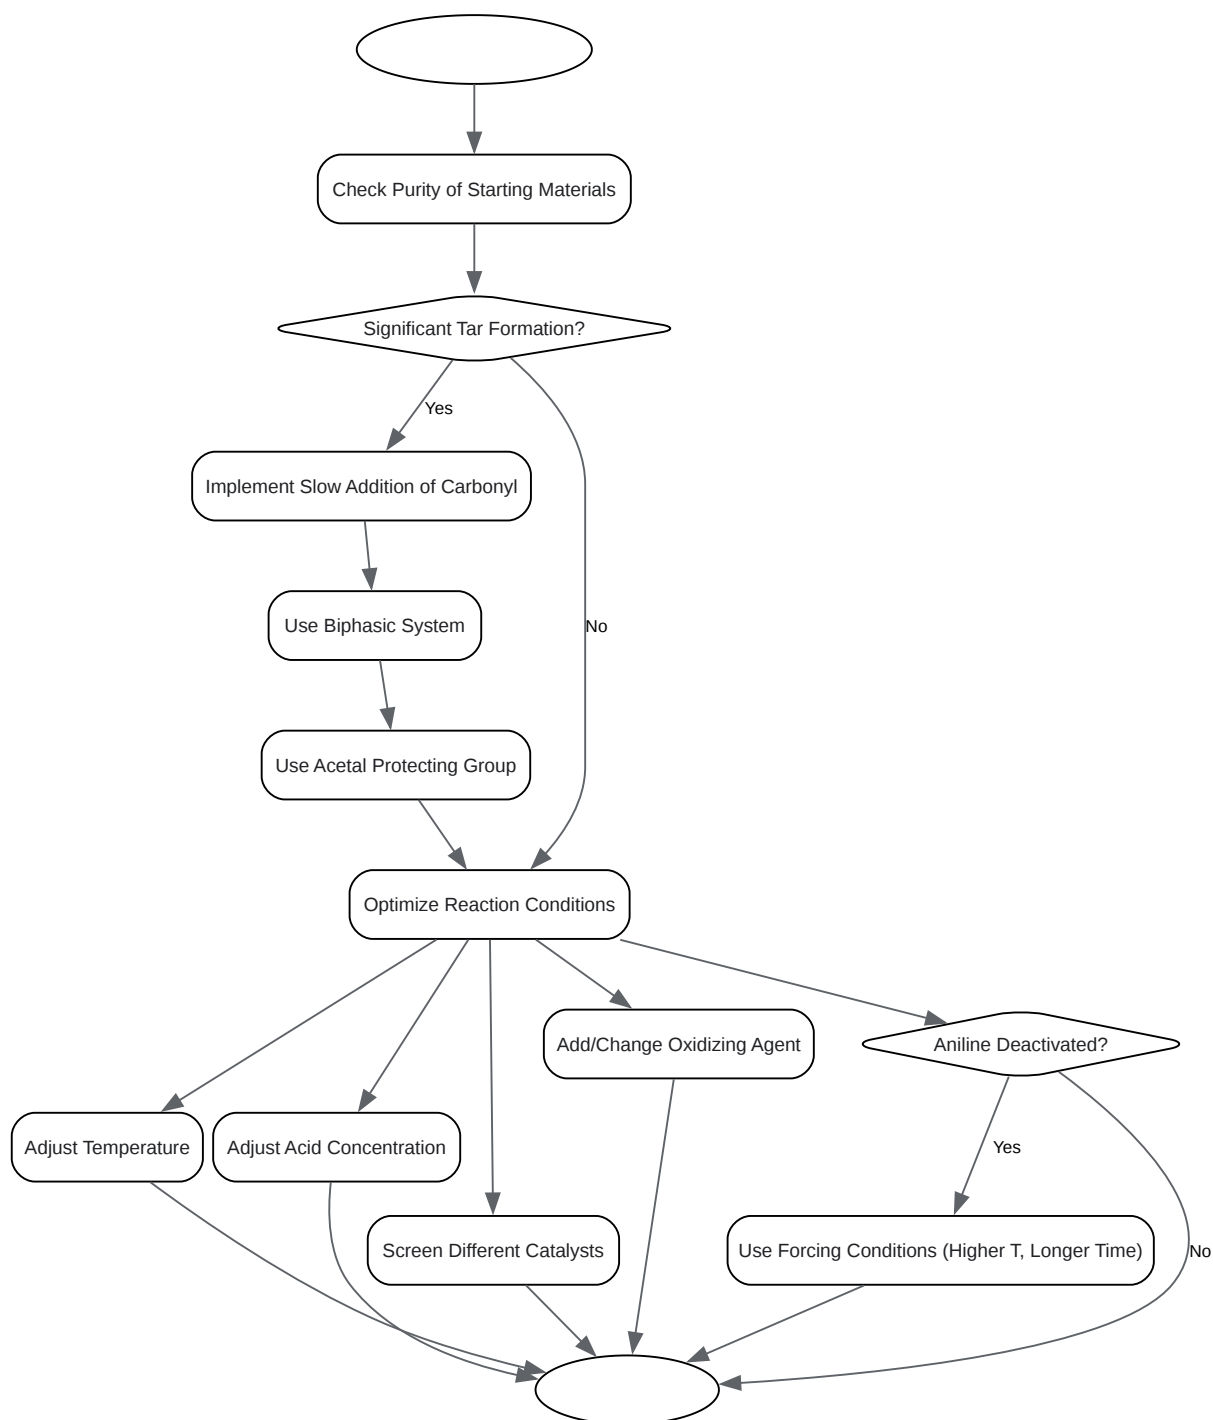 Check Purity of Starting Materials
Significant Tar Formation?
Yes
Implement Slow Addition of Carbonyl
Use Biphasic System
No
Use Acetal Protecting Group
Optimize Reaction Conditions
Add/Change Oxidizing Agent
Aniline Deactivated?
Adjust Temperature
Adjust Acid Concentration
Yes
Screen Different Catalysts
Use Forcing Conditions (Higher T, Longer Time)
No